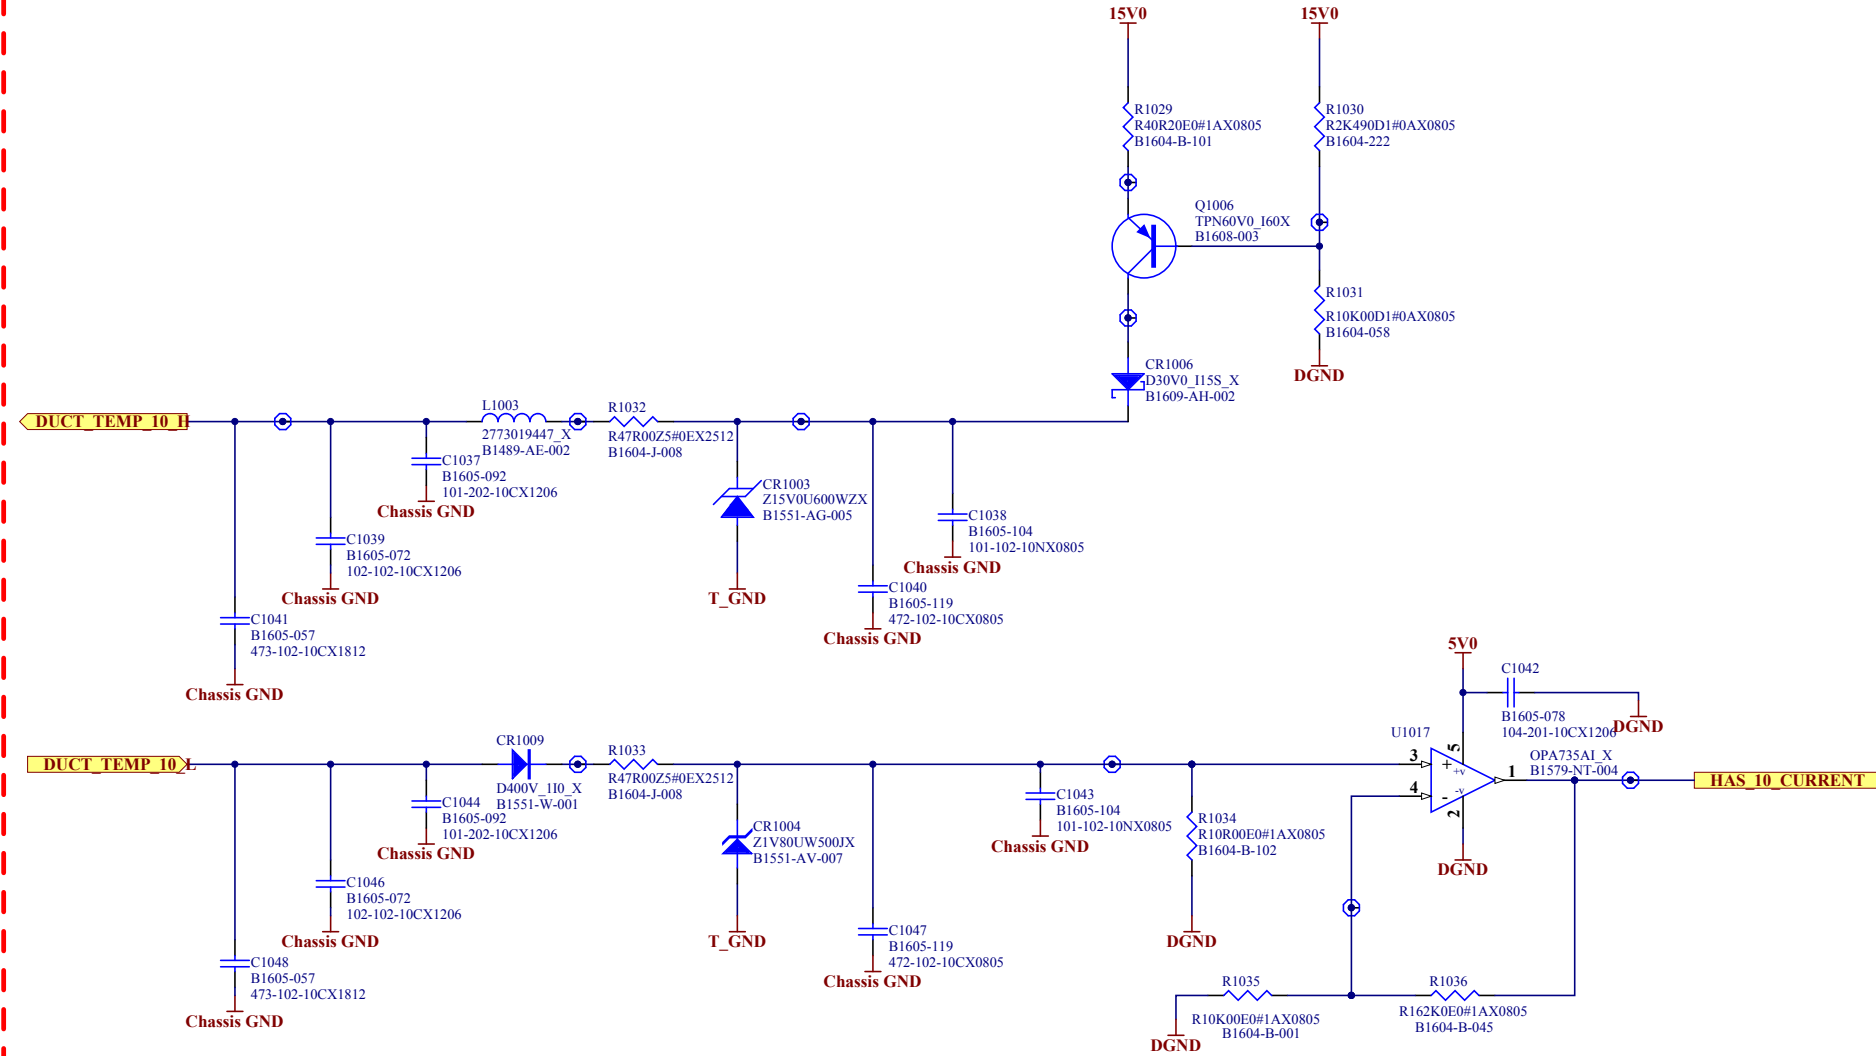 15V0
15V0
R1029
R40R20E0#1AX0805
B1604-B-101
R1030
R2K490D1#0AX0805
B1604-222
Q1006
TPN60V0_I60X
B1608-003
R1031
R10K00D1#0AX0805
B1604-058
DGND
CR1006
D30V0_I15S_X
B1609-AH-002
DUCT_TEMP_10_H
L1003
2773019447_X
B1489-AE-002
R1032
R47R00Z5#0EX2512
B1604-J-008
C1037
B1605-092
101-202-10CX1206
Chassis GND
CR1003
Z15V0U600WZX
B1551-AG-005
T_GND
C1038
B1605-104
101-102-10NX0805
Chassis GND
C1039
B1605-072
102-102-10CX1206
Chassis GND
C1040
B1605-119
472-102-10CX0805
Chassis GND
C1041
B1605-057
473-102-10CX1812
Chassis GND
5V0
C1042
B1605-078
104-201-10CX1206
DGND
DUCT_TEMP_10_L
CR1009
D400V_1I0_X
B1551-W-001
R1033
R47R00Z5#0EX2512
B1604-J-008
U1017
OPA735AI_X
B1579-NT-004
3
4
5
2
1
+
-
+v
-v
DGND
HAS_10_CURRENT
C1044
B1605-092
101-202-10CX1206
Chassis GND
CR1004
Z1V80UW500JX
B1551-AV-007
T_GND
C1043
B1605-104
101-102-10NX0805
Chassis GND
R1034
R10R00E0#1AX0805
B1604-B-102
DGND
C1046
B1605-072
102-102-10CX1206
Chassis GND
C1047
B1605-119
472-102-10CX0805
Chassis GND
C1048
B1605-057
473-102-10CX1812
Chassis GND
R1035
R10K00E0#1AX0805
B1604-B-001
DGND
R1036
R162K0E0#1AX0805
B1604-B-045